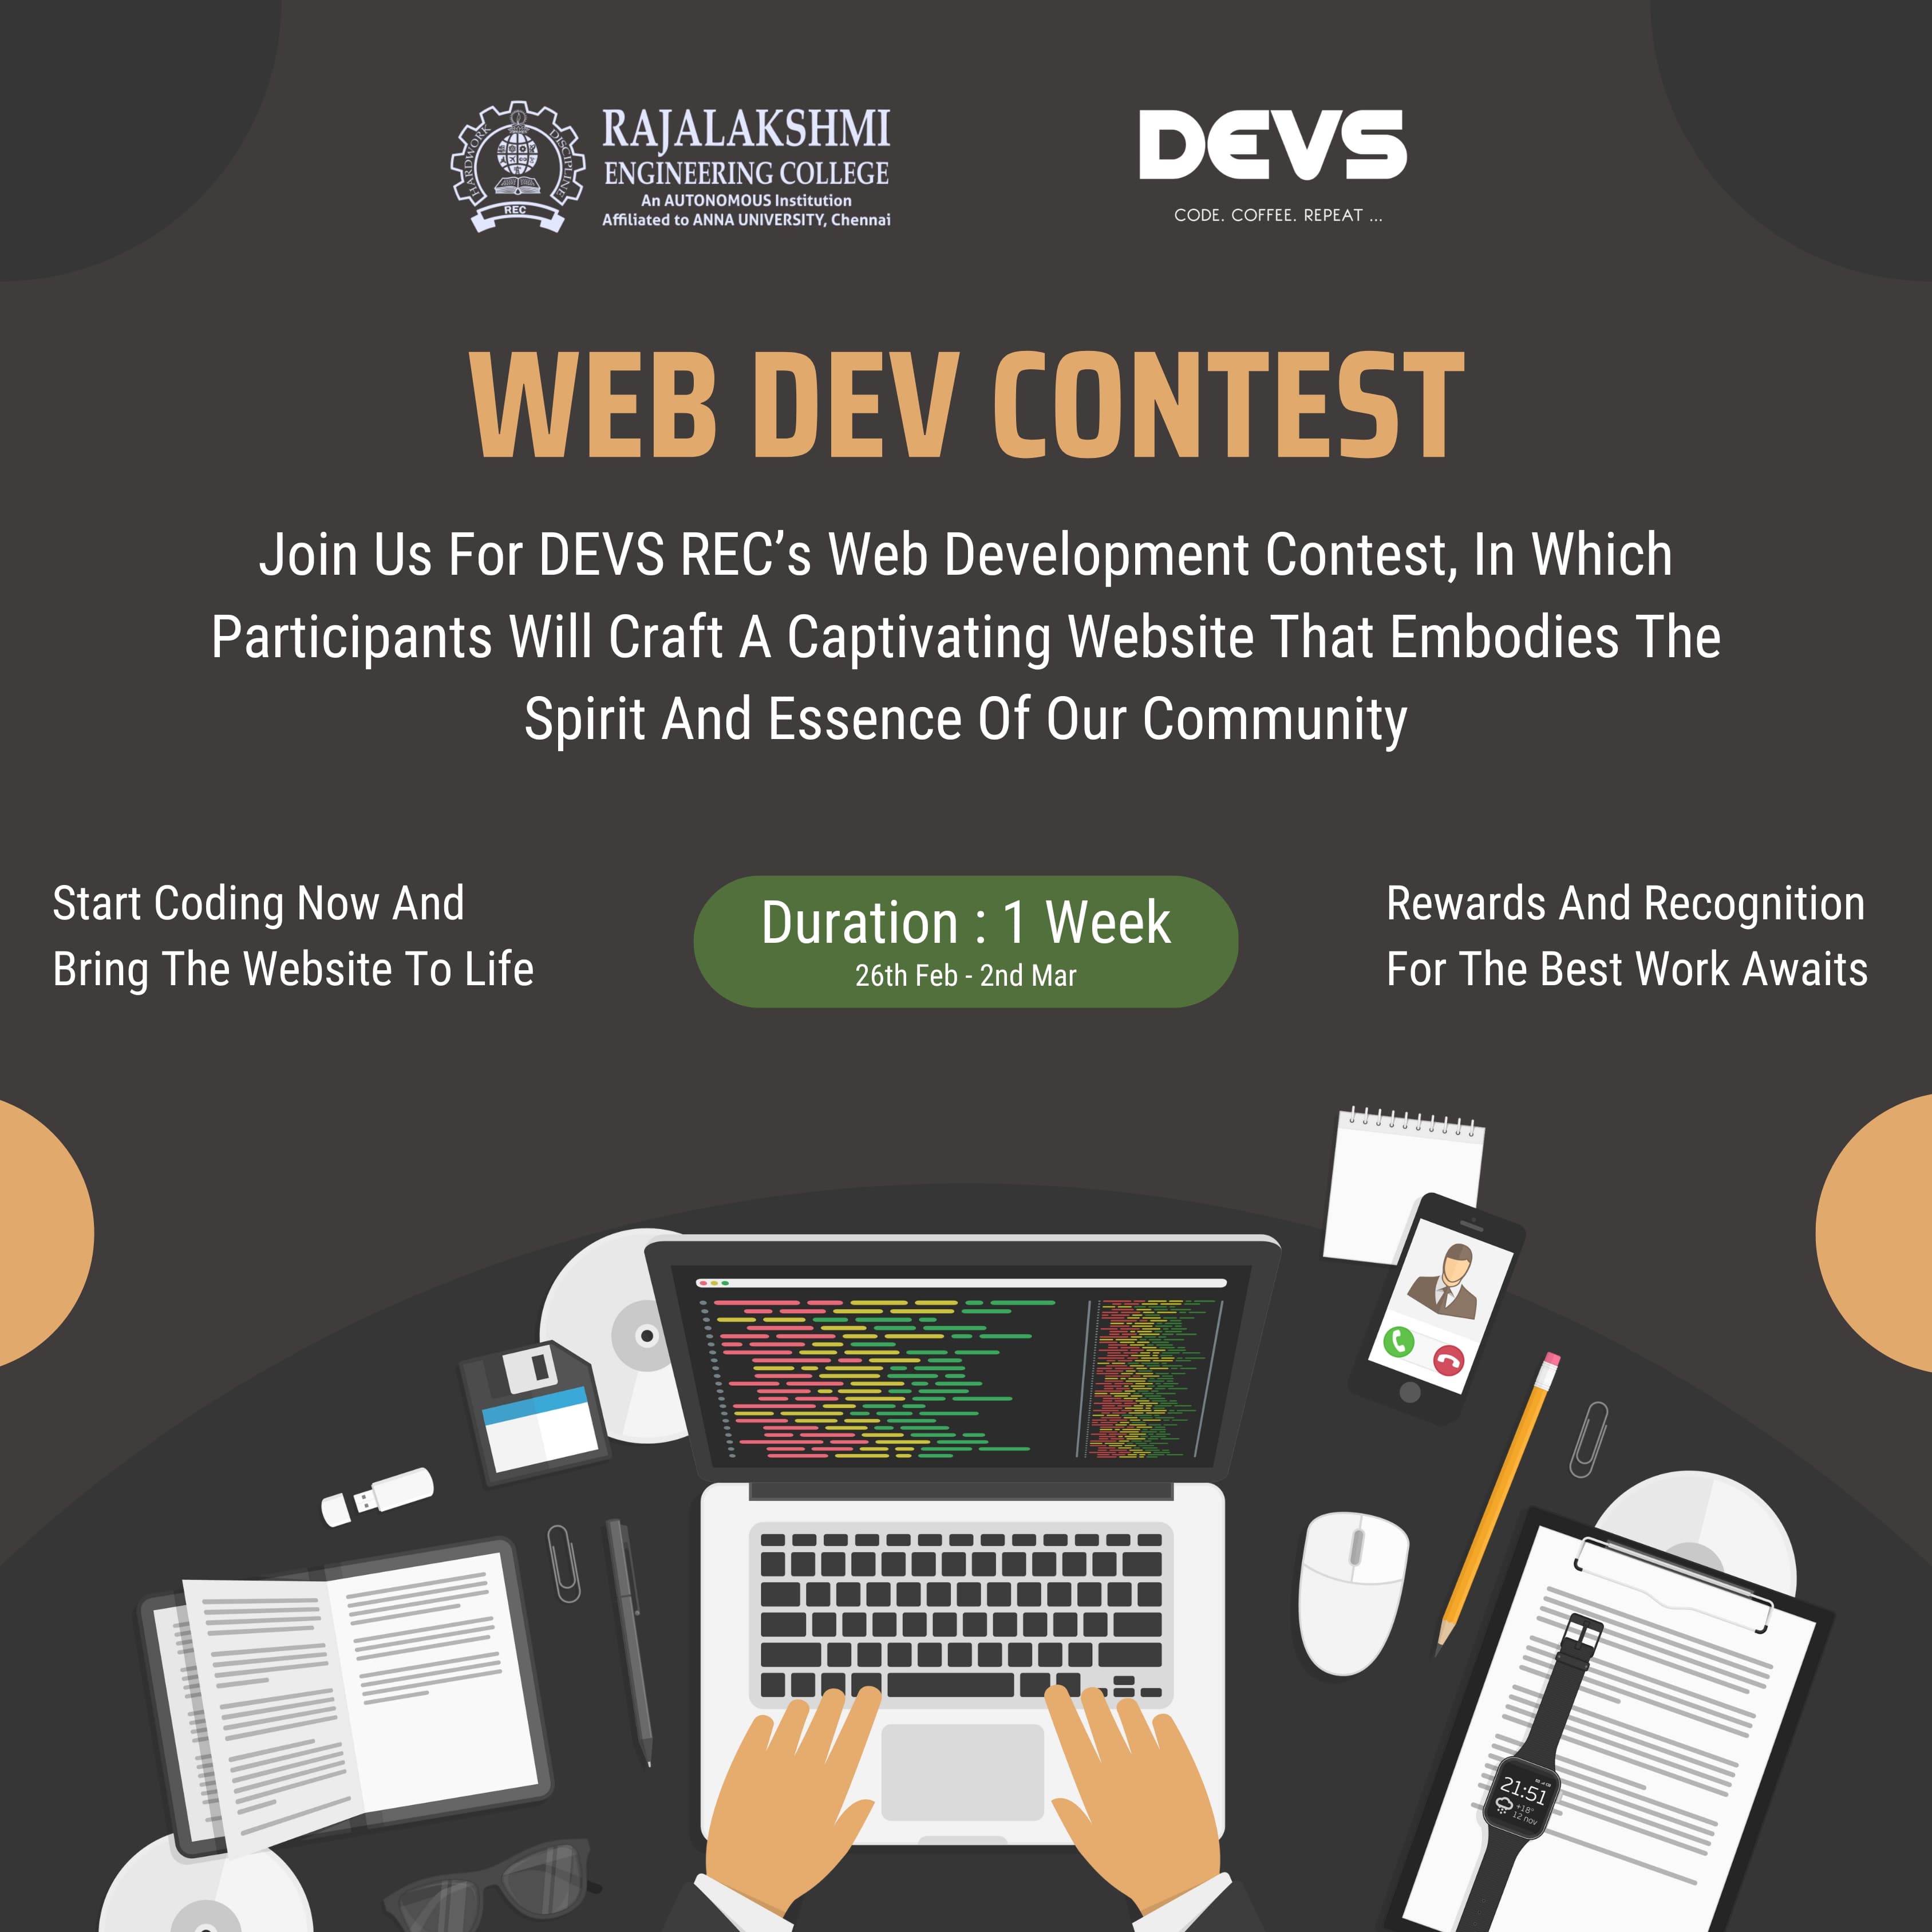 HARDWORK
DISCIPLINE
REC
RAJALAKSHMI
ENGINEERING COLLEGE
An AUTONOMOUS Institution
Affiliated to ANNA UNIVERSITY, Chennai
DEVS
CODE. COFFEE. REPEAT ...
WEB DEV CONTEST
Join Us For DEVS REC’s Web Development Contest, In Which
Participants Will Craft A Captivating Website That Embodies The
Spirit And Essence Of Our Community
Start Coding Now And
Bring The Website To Life
Duration : 1 Week
26th Feb - 2nd Mar
Rewards And Recognition
For The Best Work Awaits
21:51
+18°
12 nov